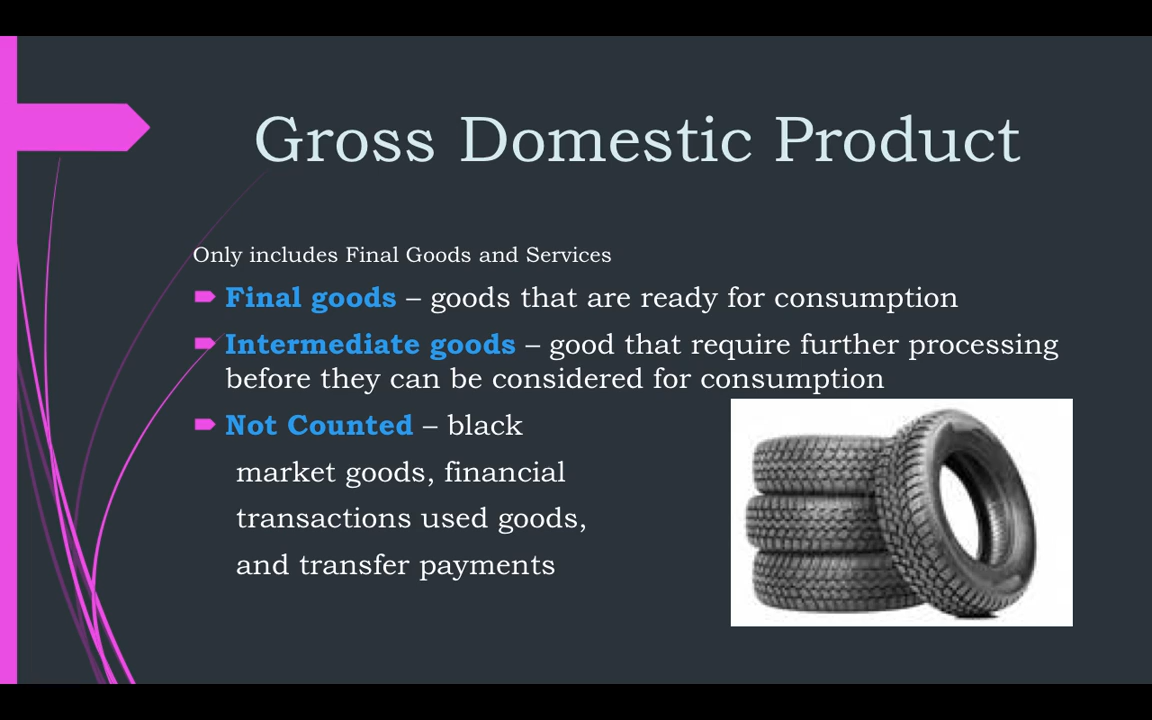 Gross Domestic Product
Only includes Final Goods and Services
Final goods – goods that are ready for consumption
Intermediate goods – good that require further processing
before they can be considered for consumption
Not Counted – black
market goods, financial
transactions used goods,
and transfer payments